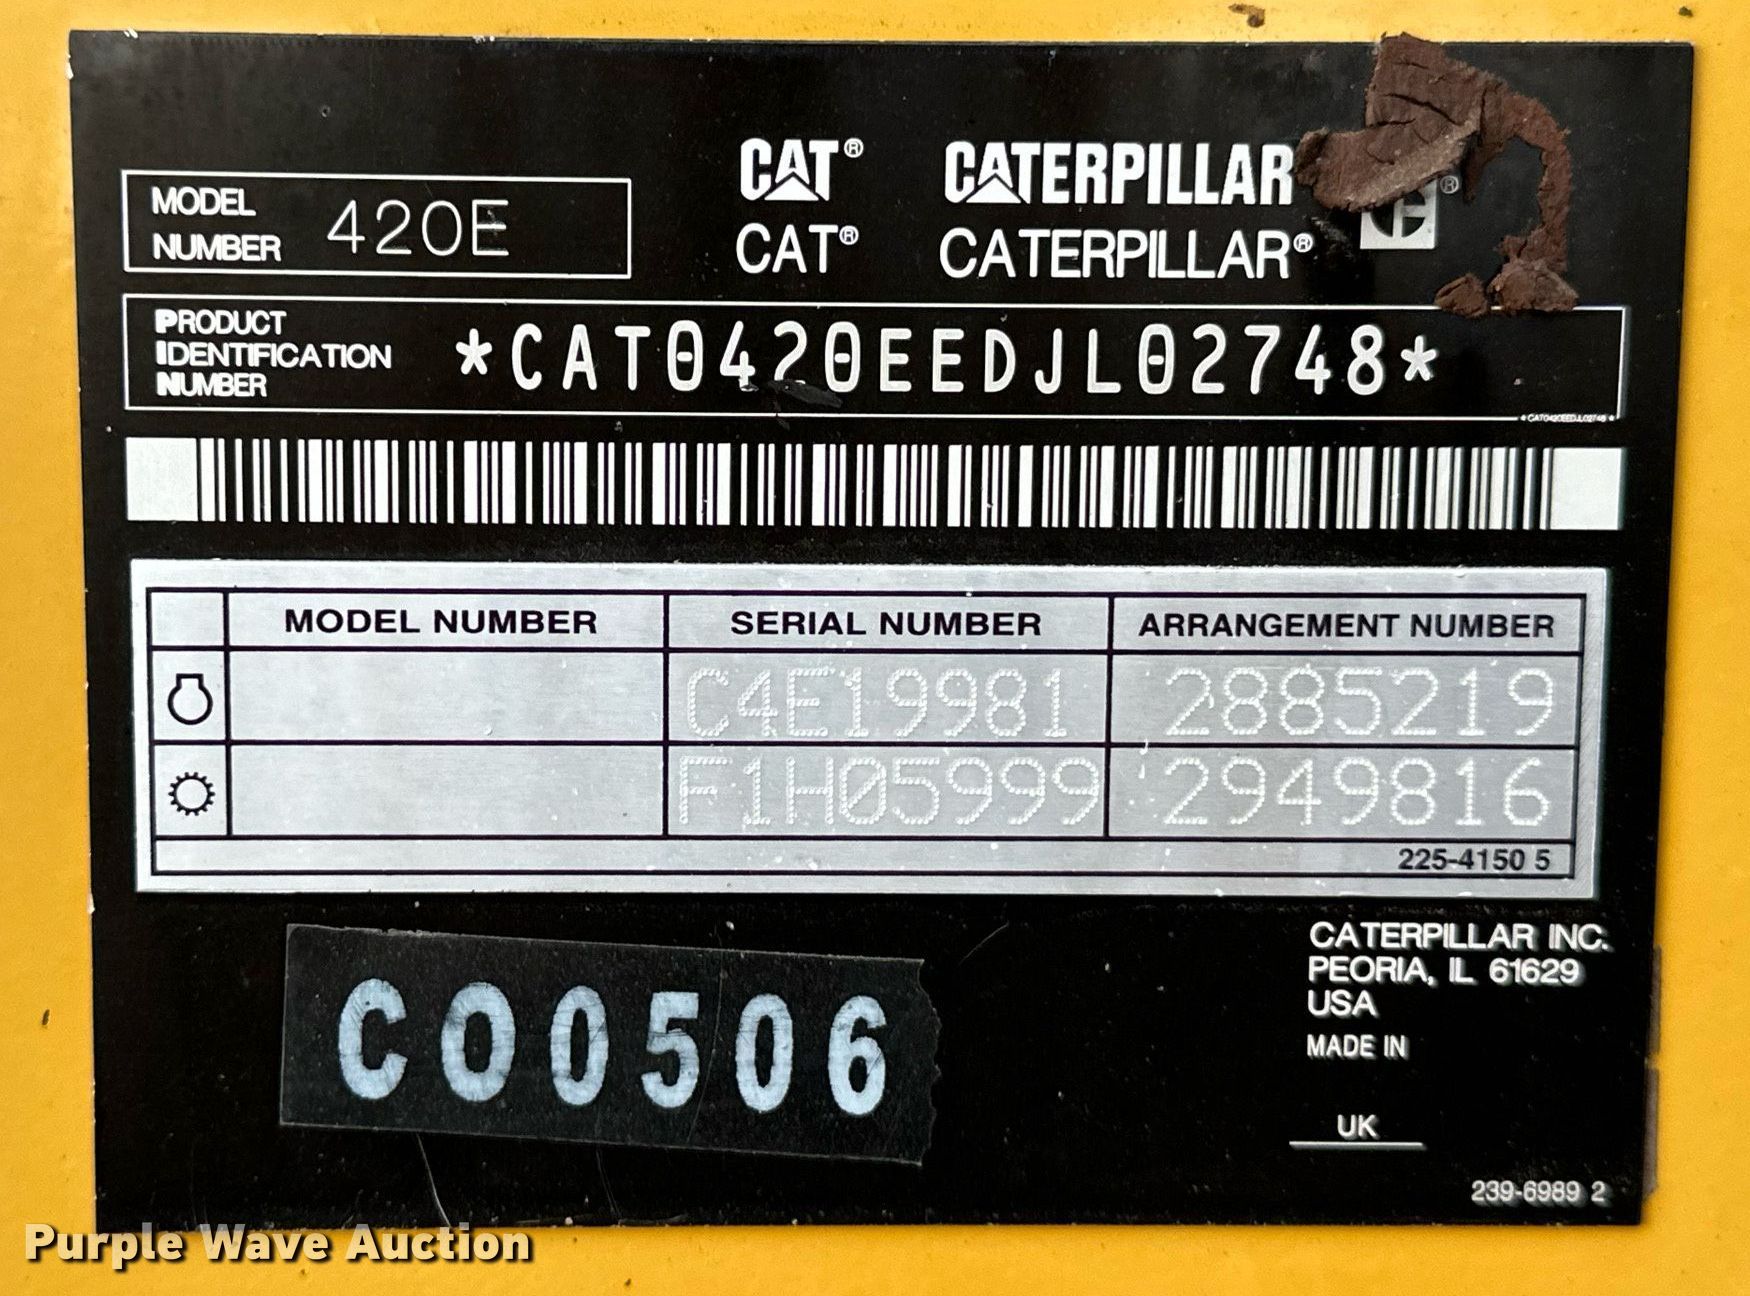 CAT® CATERPILLAR ®
MODEL NUMBER 420E
CAT® CATERPILLAR®
PRODUCT IDENTIFICATION NUMBER *CAT0420EEDJL02748*
*CAT0420EEDJL02748*
MODEL NUMBER SERIAL NUMBER ARRANGEMENT NUMBER
C4E19981 2885219
F1H05999 2949816
225-4150 5
CATERPILLAR INC.
PEORIA, IL 61629
USA
MADE IN
UK
CO0506
239-6989 2
Purple Wave Auction